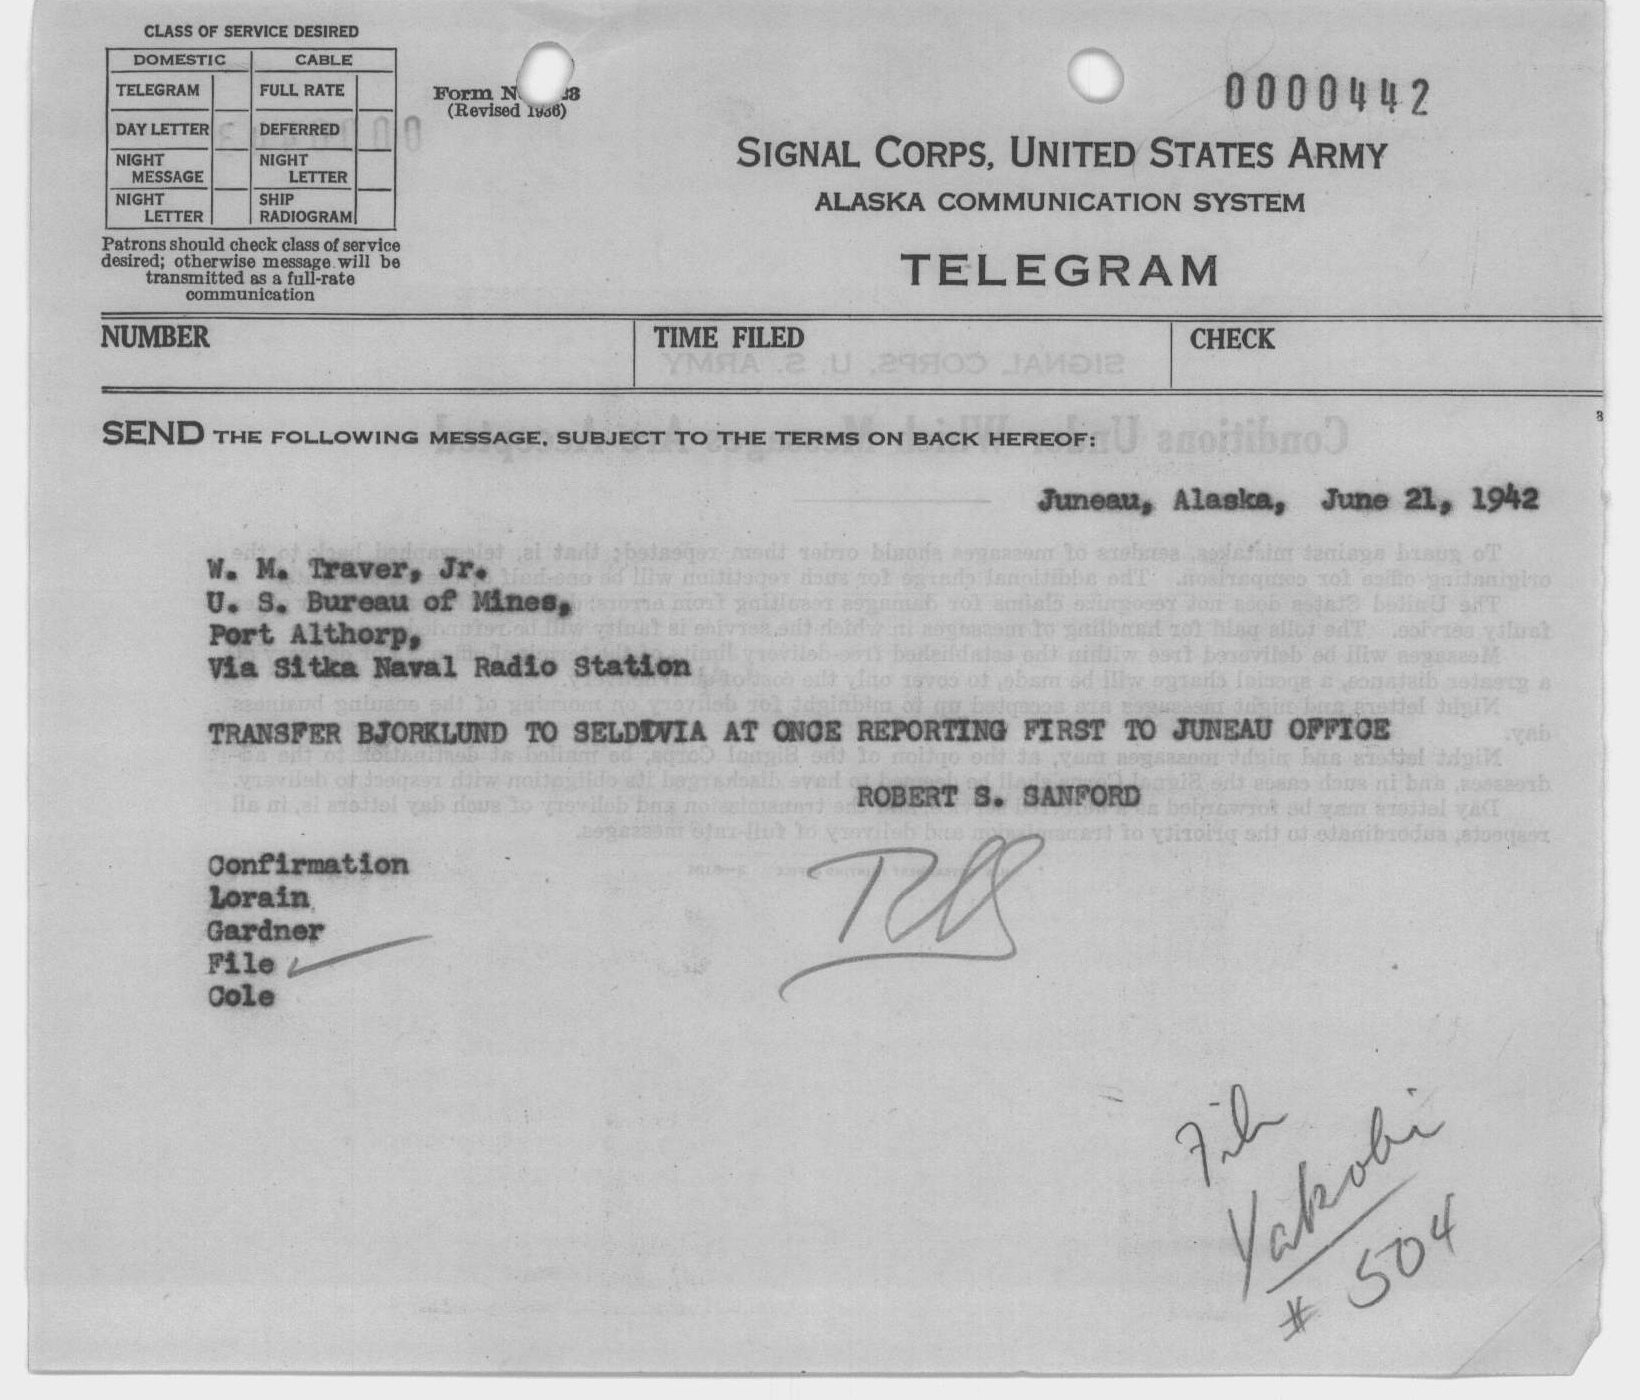 CLASS OF SERVICE DESIRED
DOMESTIC CABLE
TELEGRAM FULL RATE
DAY LETTER DEFERRED
NIGHT MESSAGE NIGHT LETTER
NIGHT LETTER SHIP RADIOGRAM
Patrons should check class of service
desired; otherwise message will be
transmitted as a full-rate
communication
Form
(Revised 1936)
0000442
SIGNAL CORPS, UNITED STATES ARMY
ALASKA COMMUNICATION SYSTEM
TELEGRAM
NUMBER TIME FILED CHECK
SEND THE FOLLOWING MESSAGE, SUBJECT TO THE TERMS ON BACK HEREOF:
Juneau, Alaska, June 21, 1942
W. M. Traver, Jr.
U. S. Bureau of Mines,
Port Althorp,
Via Sitka Naval Radio Station
TRANSFER BJORKLUND TO SELDIVIA AT ONCE REPORTING FIRST TO JUNEAU OFFICE
ROBERT S. SANFORD
Confirmation
Lorain
Gardner
File
Cole
RSS
File
Yakobi
# 504